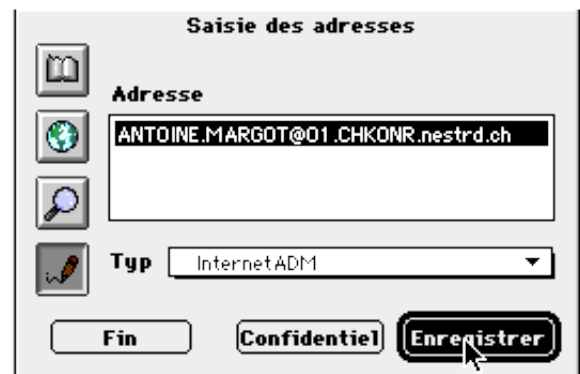 Saisie des adresses
Adresse
ANTOINE.MARGOT@01.CHKONR.nestrd.ch
Typ InternetADM
Fin Confidentiel Enregistrer